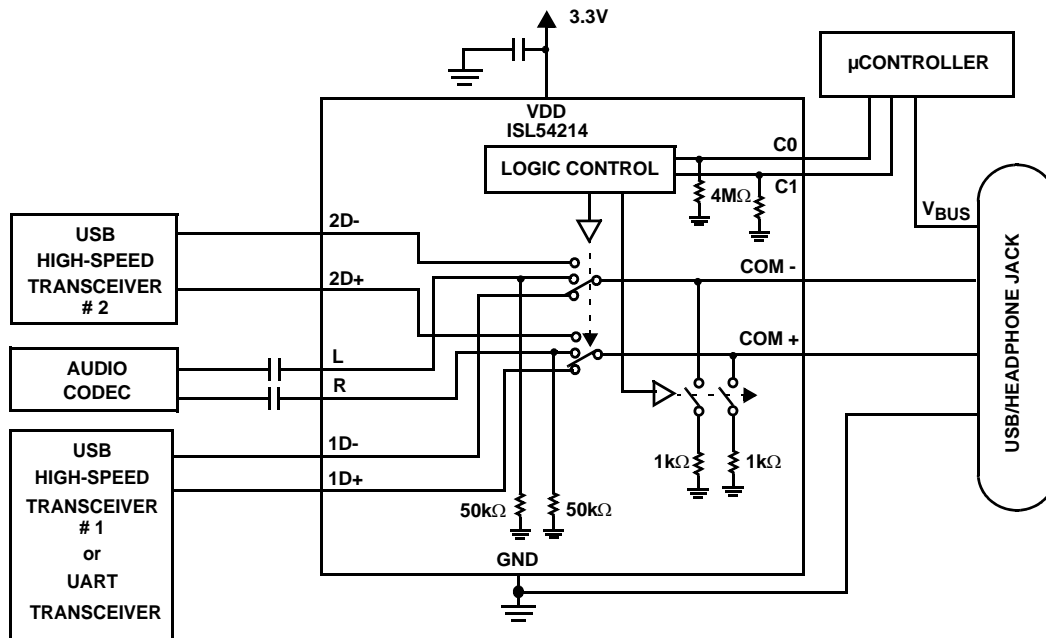 3.3V
µCONTROLLER
VDD
ISL54214
LOGIC CONTROL
C0
C1
4MΩ
VBUS
USB
HIGH-SPEED
TRANSCEIVER
# 2
2D-
2D+
COM -
COM +
USB/HEADPHONE JACK
AUDIO
CODEC
L
R
USB
HIGH-SPEED
TRANSCEIVER
# 1
or
UART
TRANSCEIVER
1D-
1D+
50kΩ
50kΩ
1kΩ
1kΩ
GND